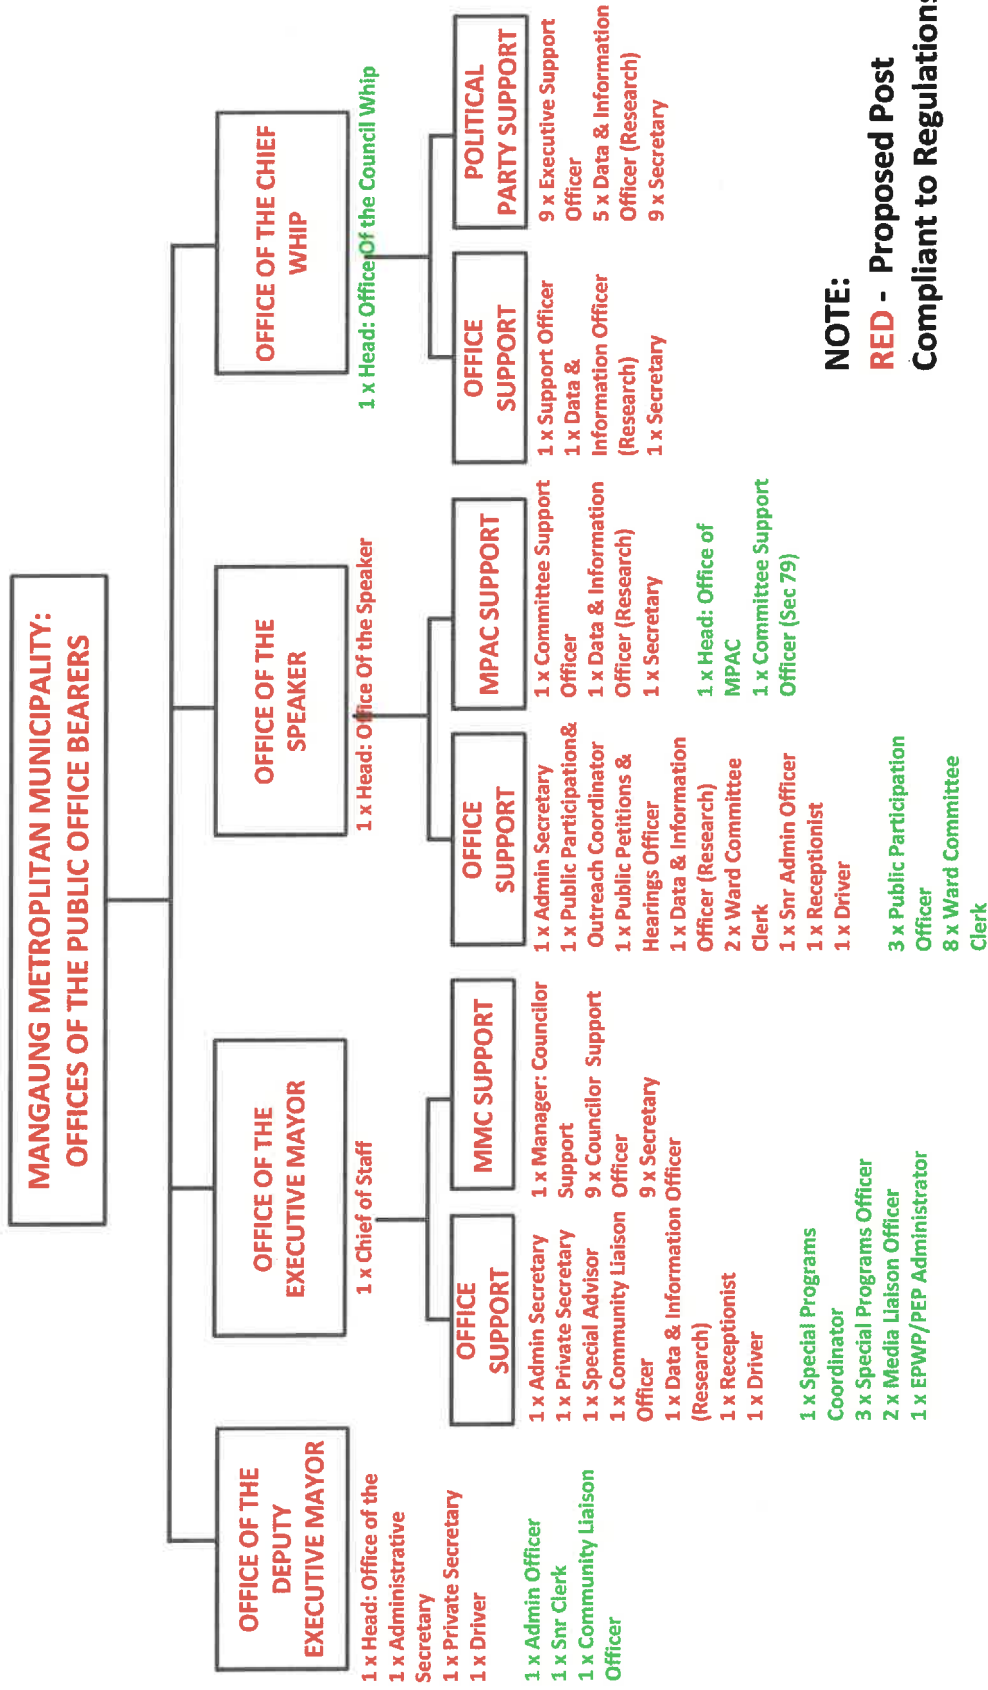 MANGAUNG METROPLITAN MUNICIPALITY:
OFFICES OF THE PUBLIC OFFICE BEARERS
OFFICE OF THE
DEPUTY
EXECUTIVE MAYOR
1 x Head: Office of the
1 x Administrative
Secretary
1 x Private Secretary
1 x Driver
1 x Admin Officer
1 x Snr Clerk
1 x Community Liaison
Officer
OFFICE OF THE
EXECUTIVE MAYOR
1 x Chief of Staff
OFFICE
SUPPORT
1 x Admin Secretary
1 x Private Secretary
1 x Special Advisor
1 x Community Liaison
Officer
1 x Data & Information Officer
(Research)
1 x Receptionist
1 x Driver
1 x Special Programs
Coordinator
3 x Special Programs Officer
2 x Media Liaison Officer
1 x EPWP/PEP Administrator
MMC SUPPORT
1 x Manager: Councilor
Support
9 x Councilor Support
Officer
9 x Secretary
OFFICE OF THE
SPEAKER
1 x Head: Office Of the Speaker
OFFICE
SUPPORT
1 x Admin Secretary
1 x Public Participation&
Outreach Coordinator
1 x Public Petitions &
Hearings Officer
1 x Data & Information
Officer (Research)
2 x Ward Committee
Clerk
1 x Snr Admin Officer
1 x Receptionist
1 x Driver
3 x Public Participation
Officer
8 x Ward Committee
Clerk
MPAC SUPPORT
1 x Committee Support
Officer
1 x Data & Information
Officer (Research)
1 x Secretary
1 x Head: Office of
MPAC
1 x Committee Support
Officer (Sec 79)
OFFICE OF THE CHIEF
WHIP
1 x Head: Office Of the Council Whip
OFFICE
SUPPORT
1 x Support Officer
1 x Data &
Information Officer
(Research)
1 x Secretary
POLITICAL
PARTY SUPPORT
9 x Executive Support
Officer
5 x Data & Information
Officer (Research)
9 x Secretary
NOTE:
RED - Proposed Post
Compliant to Regulations